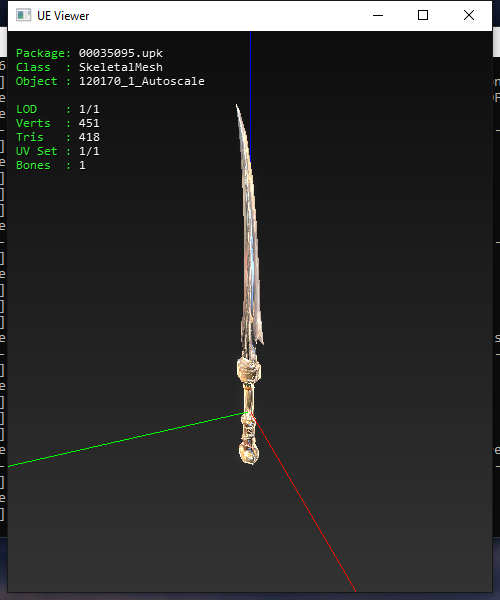 UE Viewer
Package: 00035095.upk
Class  : SkeletalMesh
Object : 120170_1_Autoscale
LOD    : 1/1
Verts  : 451
Tris   : 418
UV Set : 1/1
Bones  : 1